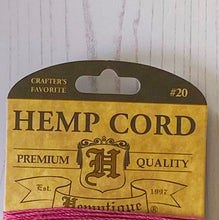 CRAFTER'S
FAVORITE
#20
HEMP CORD
PREMIUM H QUALITY
Est. 1997
Hemptique®